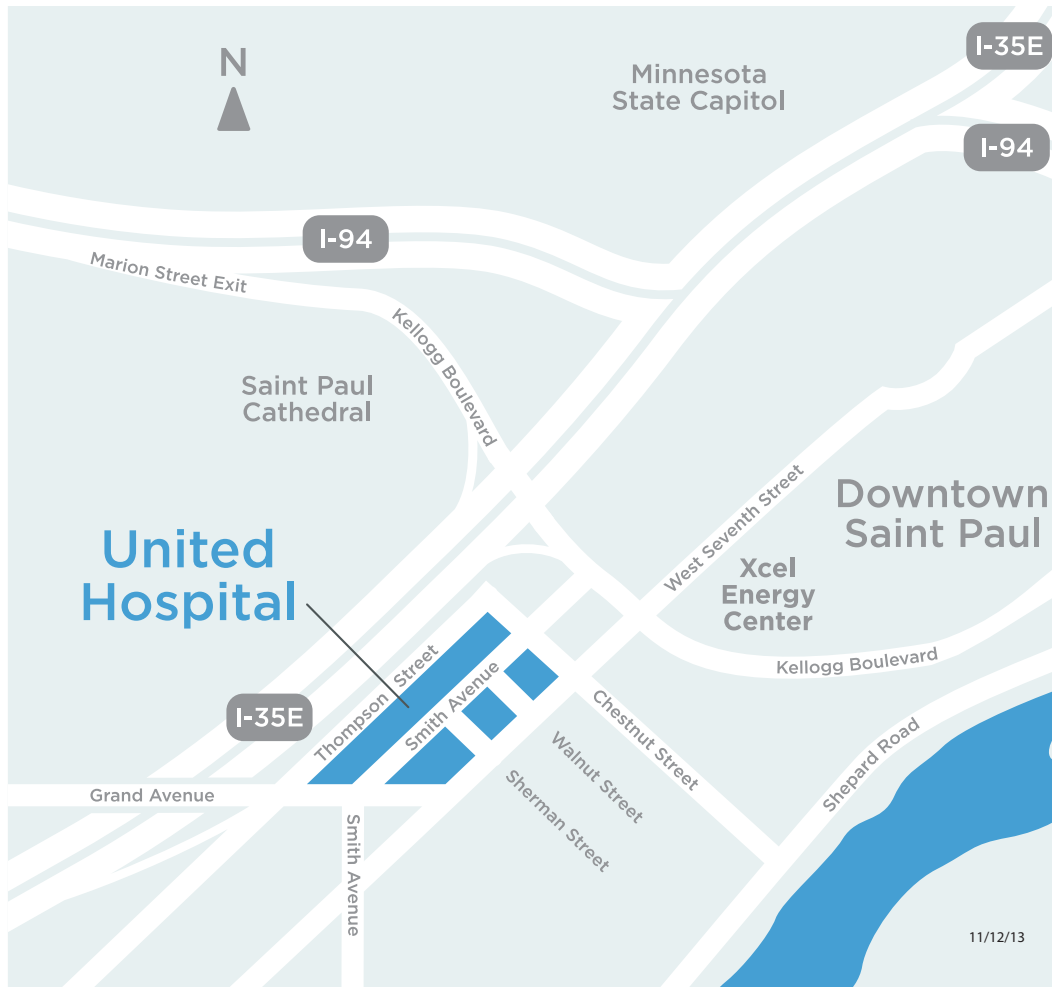 I-35E
N
Minnesota
State Capitol
I-94
I-94
Marion Street Exit
Kellogg Boulevard
Saint Paul
Cathedral
West Seventh Street
Downtown
Saint Paul
United
Hospital
Xcel
Energy
Center
Kellogg Boulevard
Thompson Street
Smith Avenue
Chestnut Street
I-35E
Walnut Street
Shepard Road
Sherman Street
Grand Avenue
Smith Avenue
11/12/13